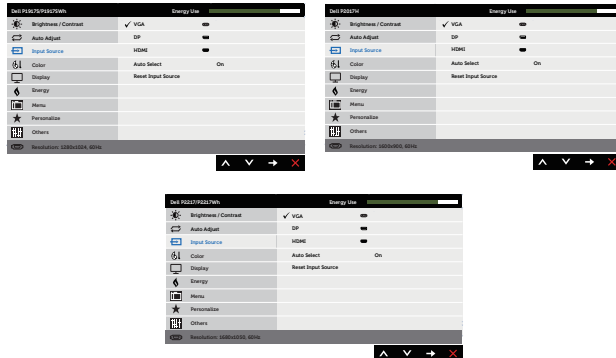 Dell P1917S/P1917SWh Energy Use
Brightness / Contrast VGA
Auto Adjust DP
Input Source HDMI
Color Auto Select On
Display Reset Input Source
Energy
Menu
Personalize
Others
Resolution: 1280x1024, 60Hz
Dell P2017H Energy Use
Brightness / Contrast VGA
Auto Adjust DP
Input Source HDMI
Color Auto Select On
Display Reset Input Source
Energy
Menu
Personalize
Others
Resolution: 1600x900, 60Hz
Dell P2217/P2217Wh Energy Use
Brightness / Contrast VGA
Auto Adjust DP
Input Source HDMI
Color Auto Select On
Display Reset Input Source
Energy
Menu
Personalize
Others
Resolution: 1680x1050, 60Hz